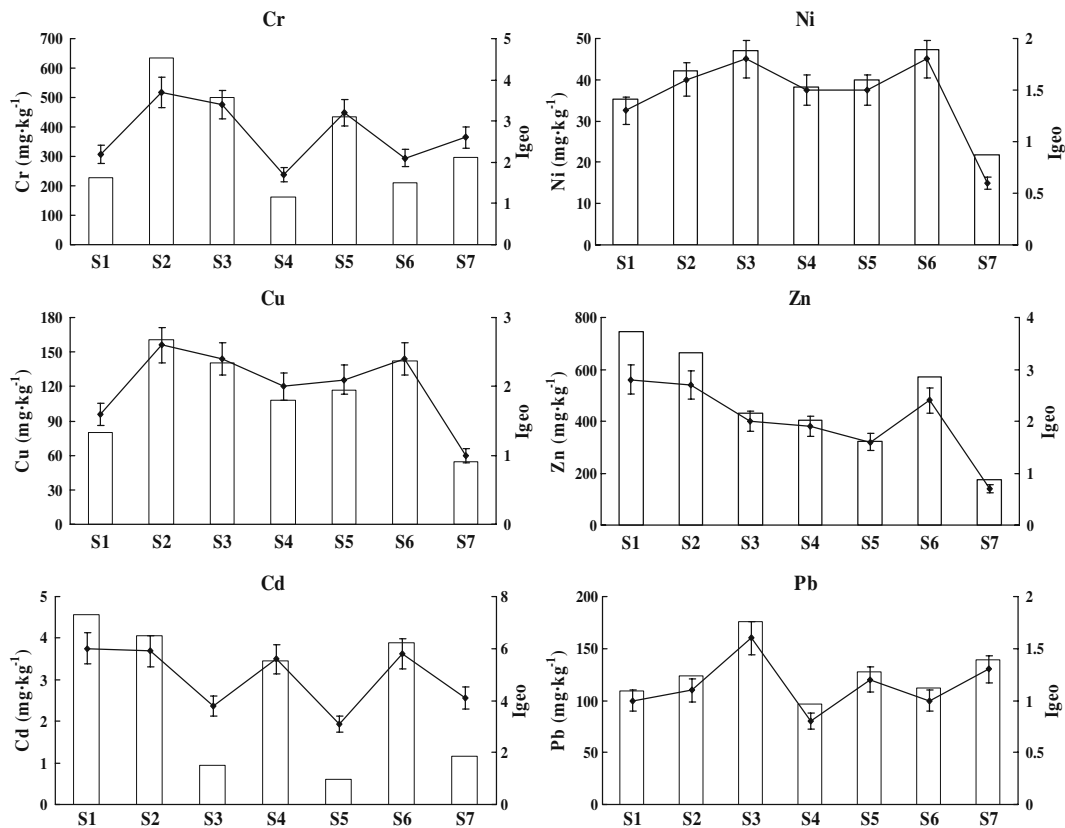 Cr
Cr (mg·kg⁻¹)
700
600
500
400
300
200
100
0
5
4
3
2
1
0
Igeo
S1 S2 S3 S4 S5 S6 S7
Ni
Ni (mg·kg⁻¹)
50
40
30
20
10
0
2
1.5
1
0.5
0
Igeo
S1 S2 S3 S4 S5 S6 S7
Cu
Cu (mg·kg⁻¹)
180
150
120
90
60
30
0
3
2
1
0
Igeo
S1 S2 S3 S4 S5 S6 S7
Zn
Zn (mg·kg⁻¹)
800
600
400
200
0
4
3
2
1
0
Igeo
S1 S2 S3 S4 S5 S6 S7
Cd
Cd (mg·kg⁻¹)
5
4
3
2
1
0
8
6
4
2
0
Igeo
S1 S2 S3 S4 S5 S6 S7
Pb
Pb (mg·kg⁻¹)
200
150
100
50
0
2
1.5
1
0.5
0
Igeo
S1 S2 S3 S4 S5 S6 S7